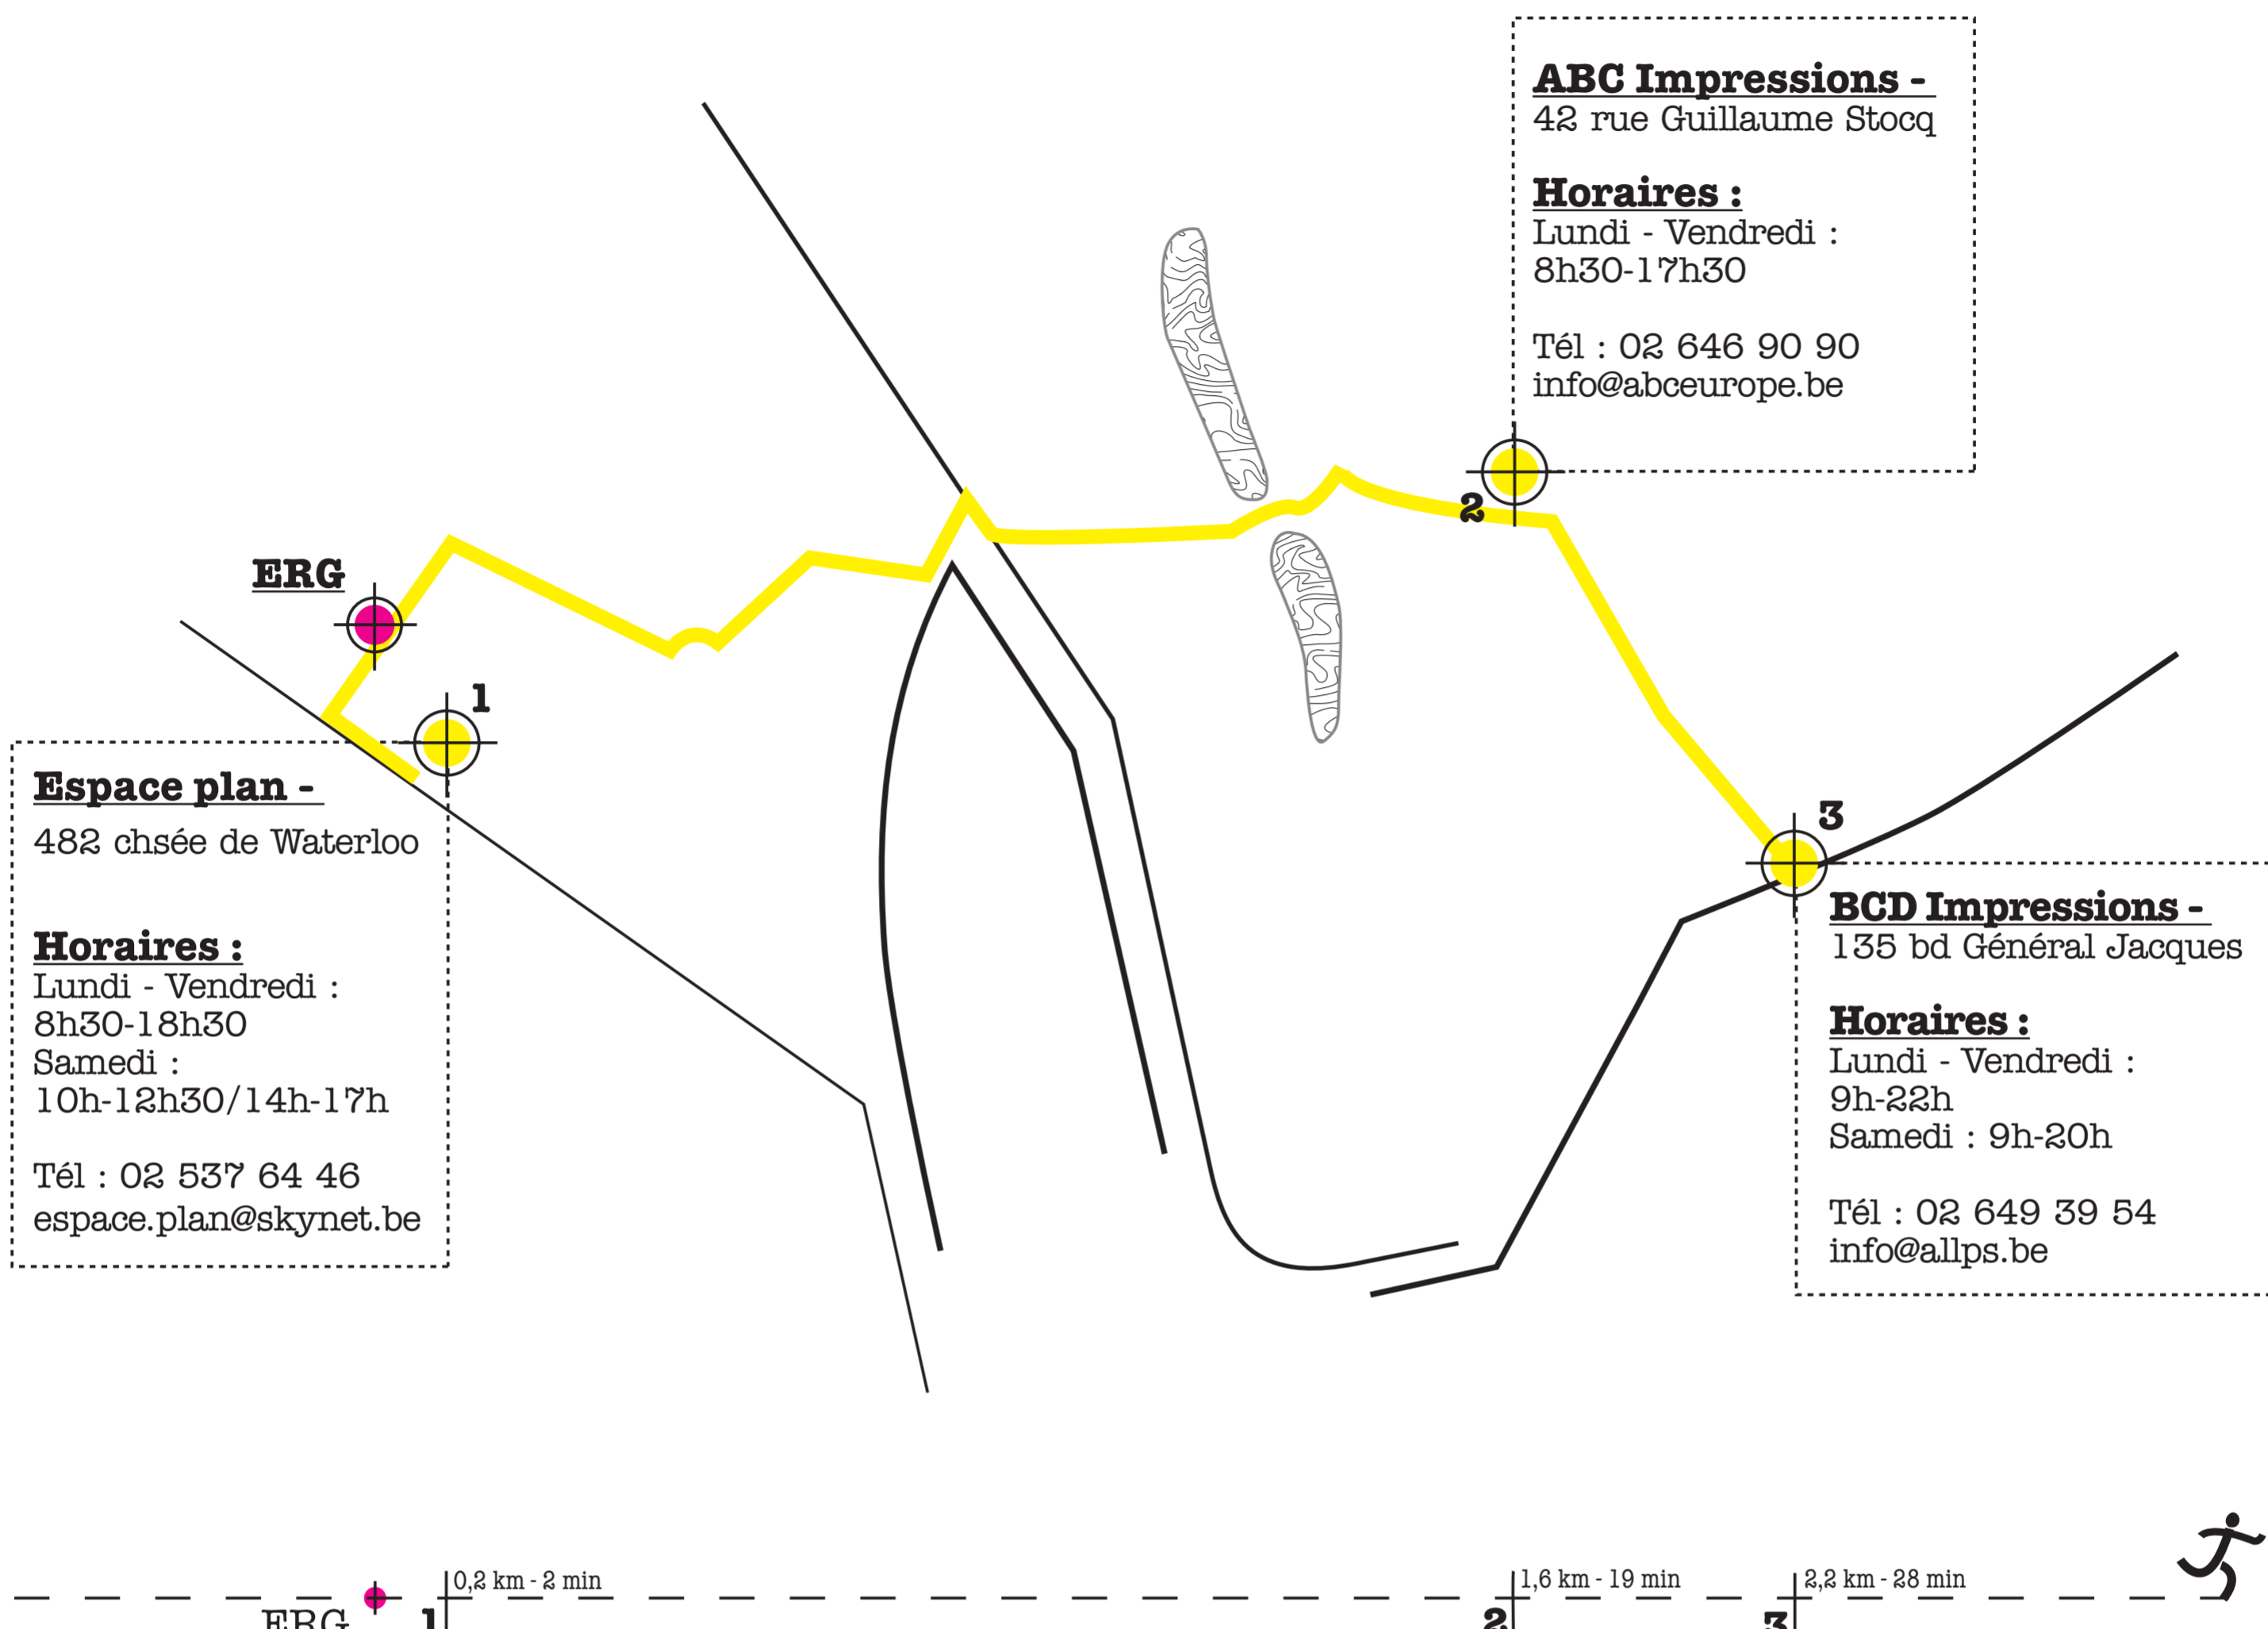 ABC Impressions -
42 rue Guillaume Stocq
Horaires :
Lundi - Vendredi :
8h30-17h30
Tél : 02 646 90 90
info@abceurope.be
2
ERG
1
Espace plan -
482 chsée de Waterloo
Horaires :
Lundi - Vendredi :
8h30-18h30
Samedi :
10h-12h30/14h-17h
Tél : 02 537 64 46
espace.plan@skynet.be
3
BCD Impressions -
135 bd Général Jacques
Horaires :
Lundi - Vendredi :
9h-22h
Samedi : 9h-20h
Tél : 02 649 39 54
info@allps.be
0,2 km - 2 min
1,6 km - 19 min
2,2 km - 28 min
ERG
1
2
3